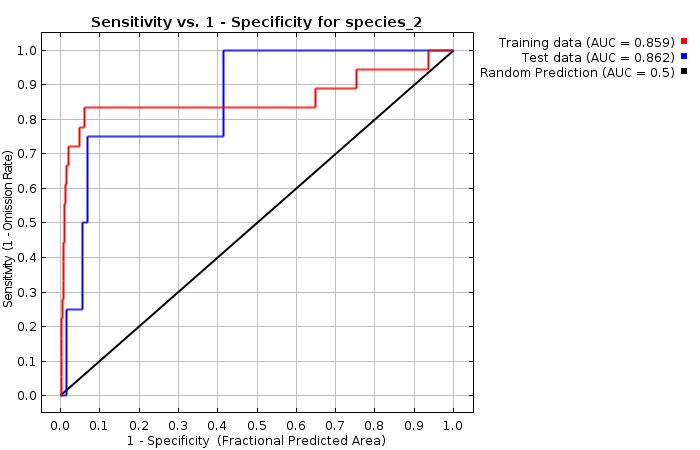 Sensitivity vs. 1 - Specificity for species_2
Training data (AUC = 0.859)
Test data (AUC = 0.862)
Random Prediction (AUC = 0.5)
Sensitivity (1 - Omission Rate)
1.0
0.9
0.8
0.7
0.6
0.5
0.4
0.3
0.2
0.1
0.0
0.0 0.1 0.2 0.3 0.4 0.5 0.6 0.7 0.8 0.9 1.0
1 - Specificity (Fractional Predicted Area)